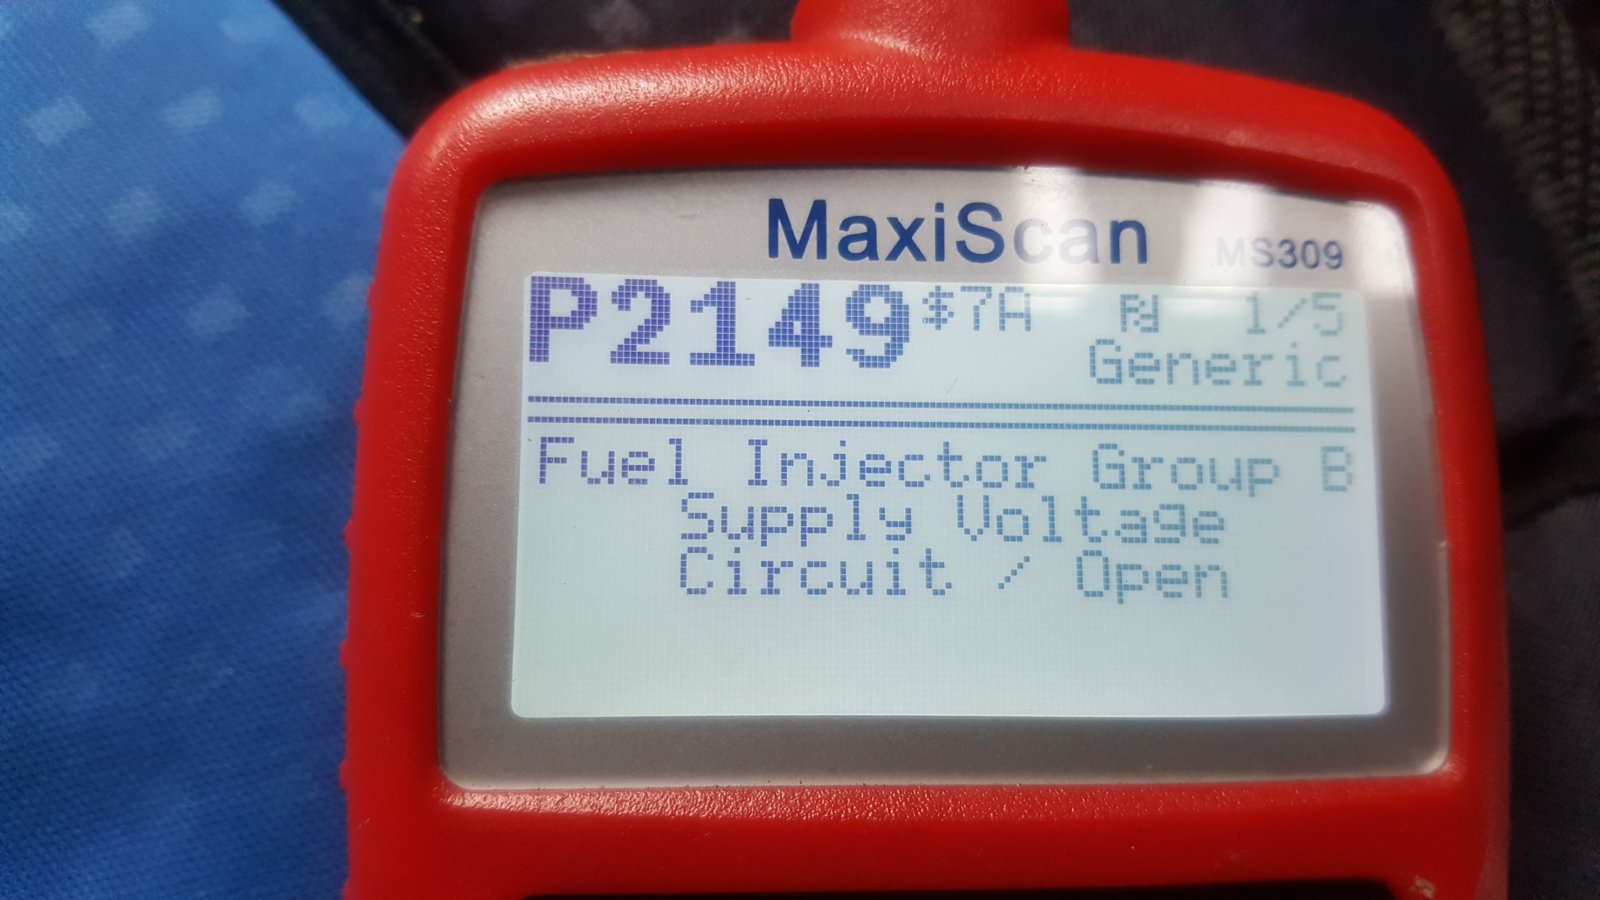 MaxiScan MS309
P2149 $7A 1/5
Generic
Fuel Injector Group B
Supply Voltage
Circuit / Open